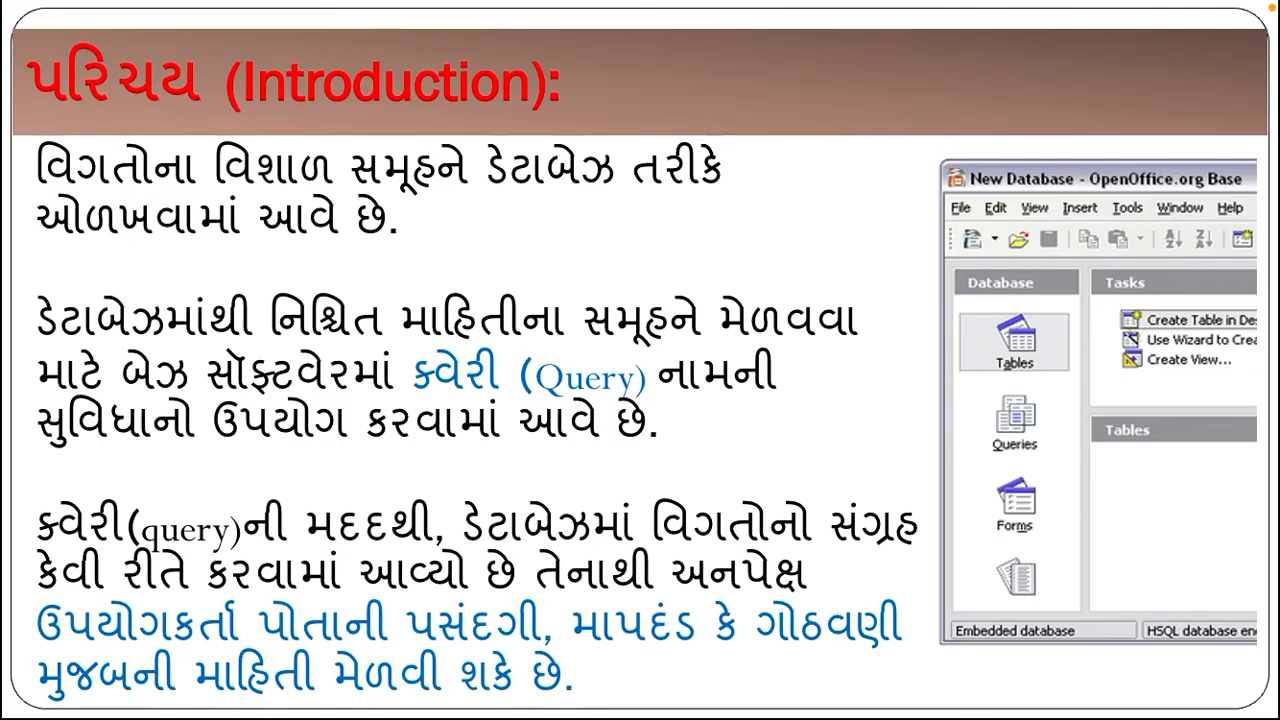 પરિચય (Introduction):
વિગતોના વિશાળ સમૂહને ડેટાબેઝ તરીકે
ઓળખવામાં આવે છે.
ડેટાબેઝમાંથી નિશ્ચિત માહિતીના સમૂહને મેળવવા
માટે બેઝ સૉફ્ટવેરમાં ક્વેરી (Query) નામની
સુવિધાનો ઉપયોગ કરવામાં આવે છે.
ક્વેરી(query)ની મદદથી, ડેટાબેઝમાં વિગતોનો સંગ્રહ
કેવી રીતે કરવામાં આવ્યો છે તેનાથી અનપેક્ષ
ઉપયોગકર્તા પોતાની પસંદગી, માપદંડ કે ગોઠવણી
મુજબની માહિતી મેળવી શકે છે.
New Database - OpenOffice.org Base
File Edit View Insert Tools Window Help
Database
Tasks
Create Table in De
Use Wizard to Crea
Create View...
Tables
Queries
Forms
Tables
Embedded database
HSQL database en